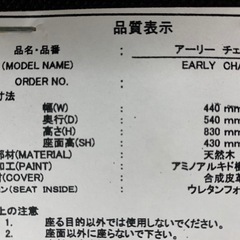 品質表示
品名・品番 : アーリー チェ
(MODEL NAME) EARLY CHA
ORDER NO. :
寸法
幅(W) : 440 mm
奥行(D) : 540 mm
高さ(H) : 830 mm
座面高(SH) : 430 mm
部材(MATERIAL) : 天然木
加工(PAINT) : アミノアルキド樹
材(COVER) : 合成皮革
ン(SEAT INSIDE) : ウレタンフォ
上の注意
1. 座る目的以外では使用しないで
2. 座面以外に座らないで下さい。